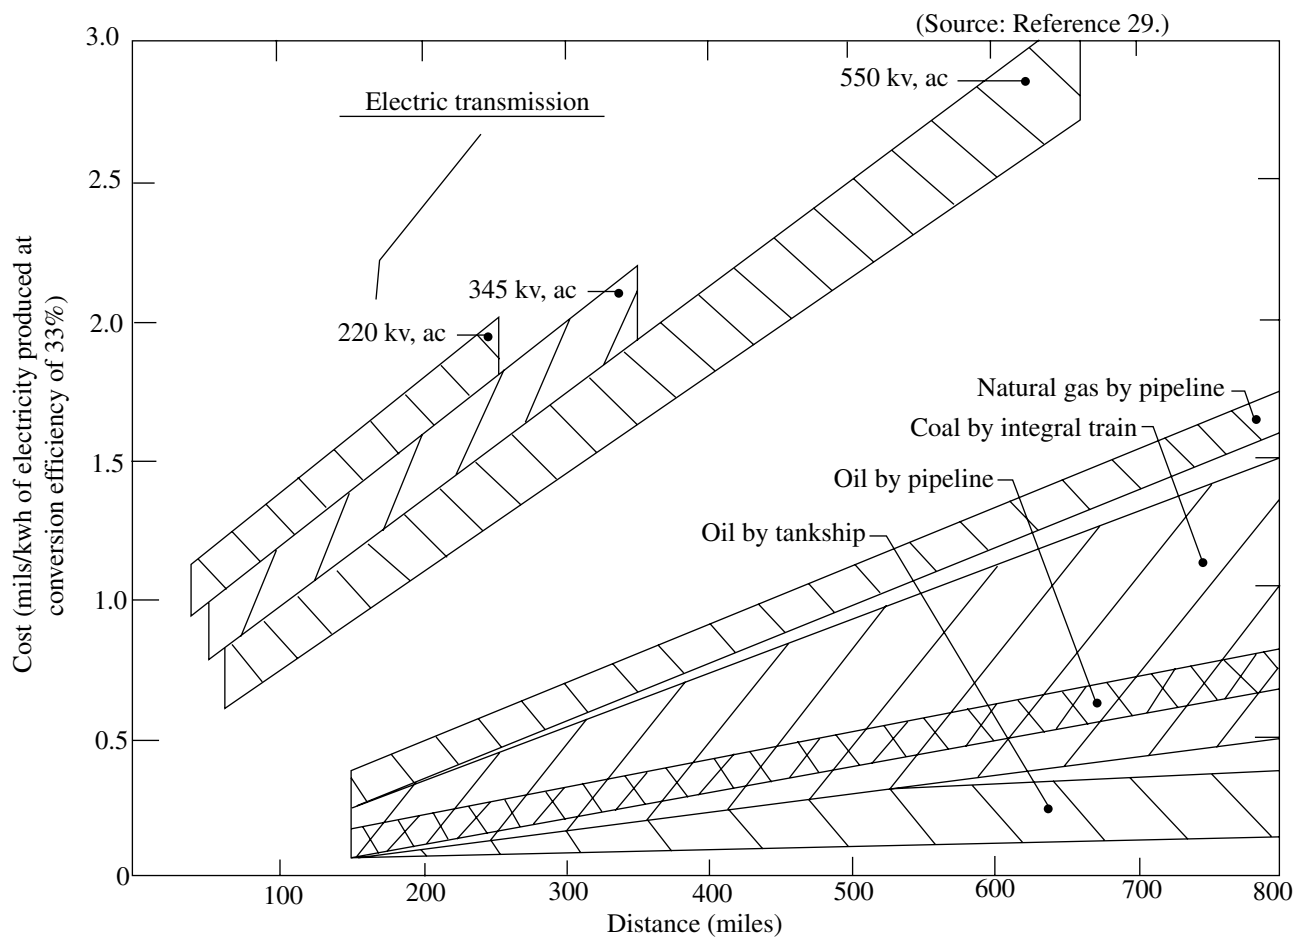 (Source: Reference 29.)
3.0
550 kv, ac
Electric transmission
2.5
345 kv, ac
2.0
220 kv, ac
Natural gas by pipeline
Coal by integral train
1.5
Oil by pipeline
Oil by tankship
1.0
0.5
0
Cost (mils/kwh of electricity produced at
conversion efficiency of 33%)
100
200
300
400
500
600
700
800
Distance (miles)